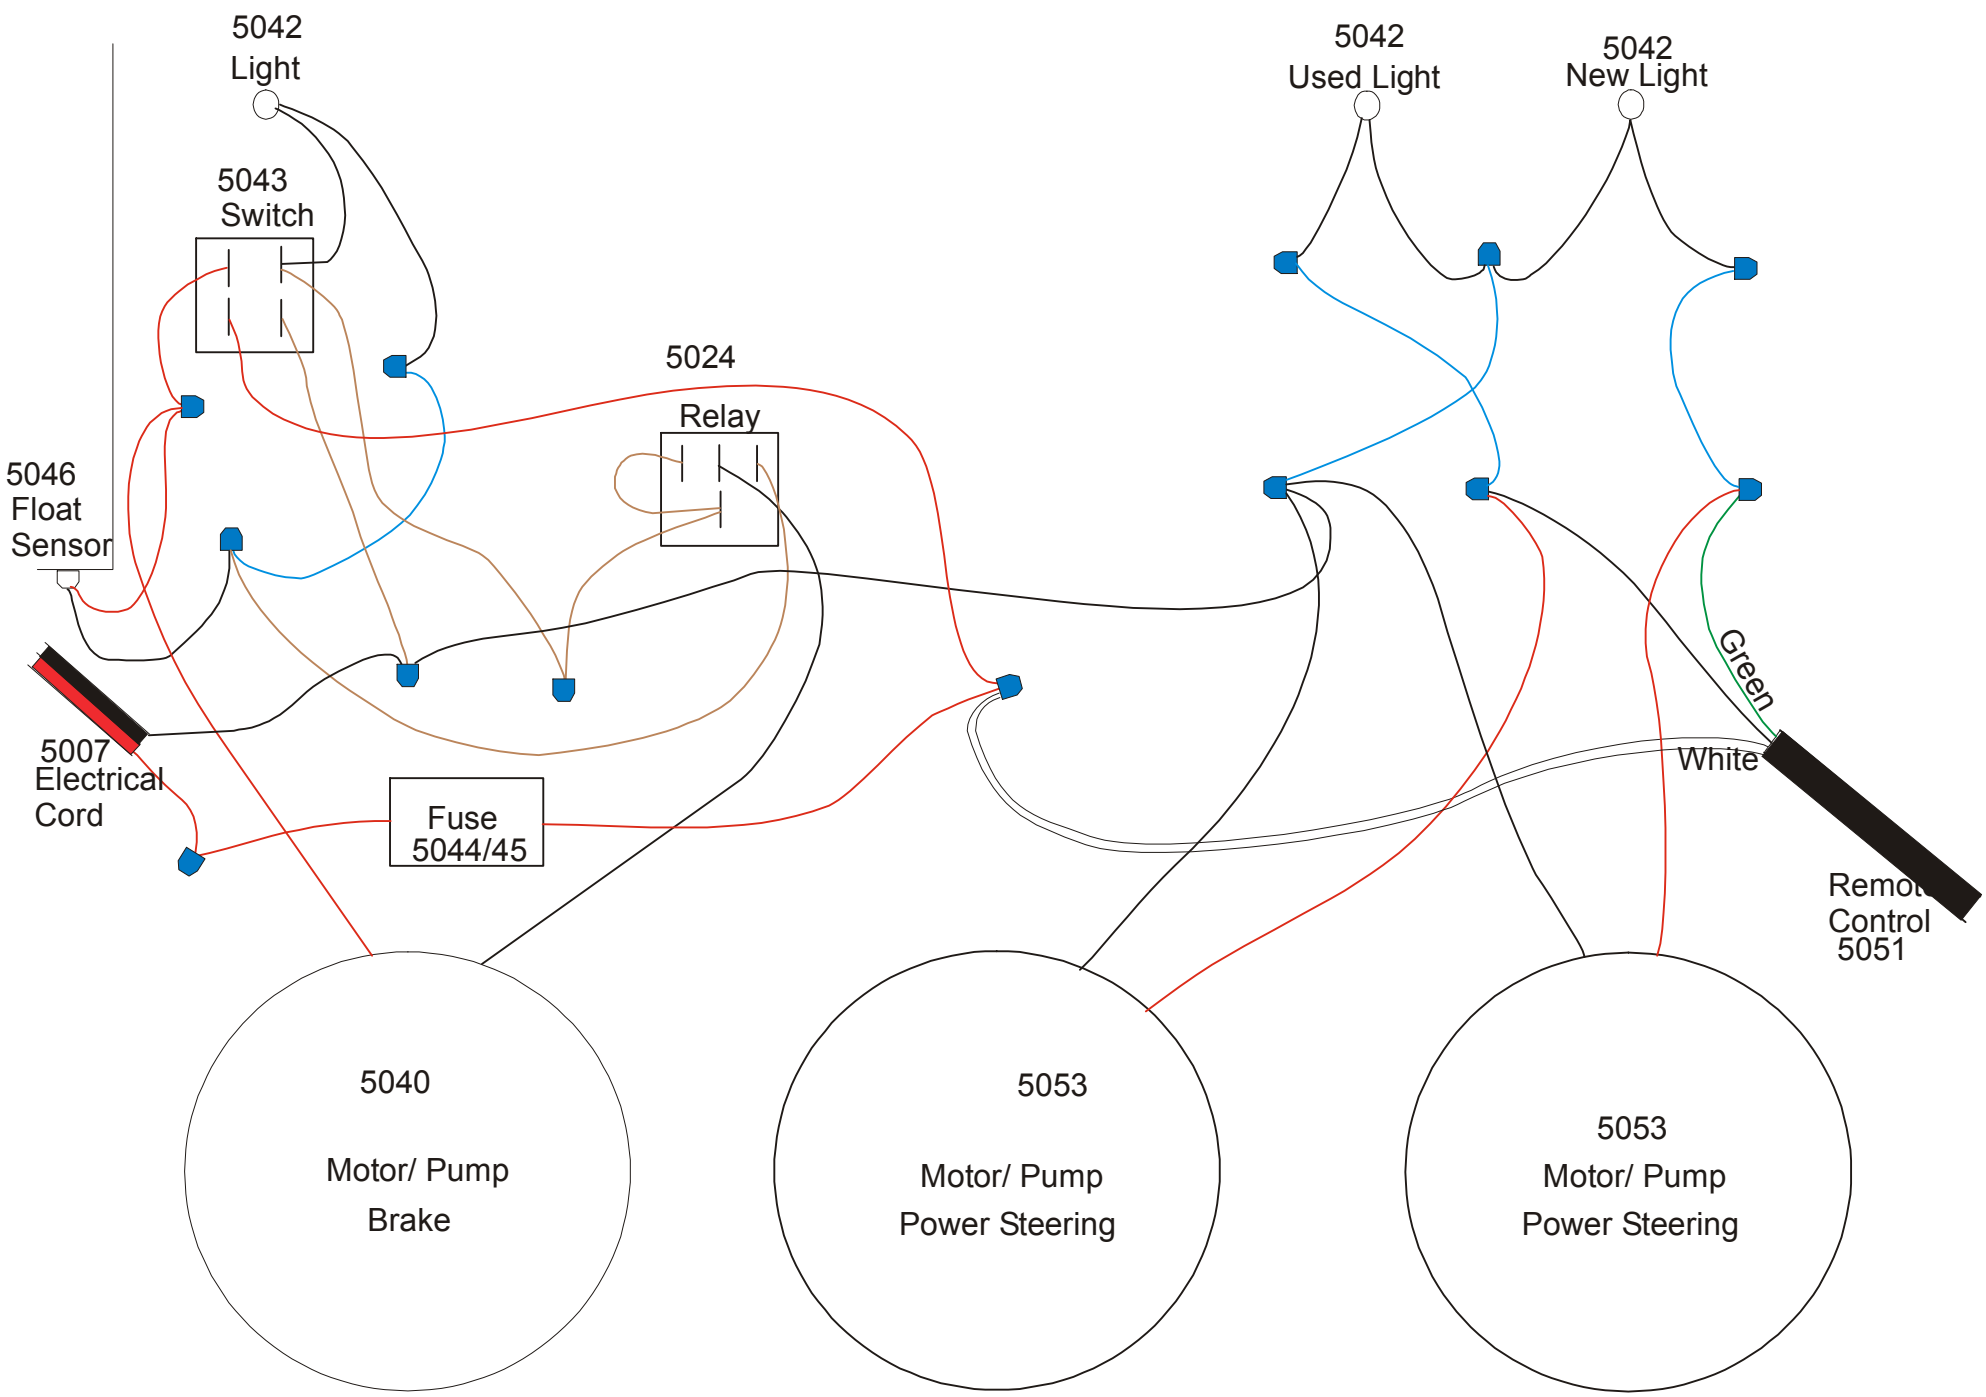 5042
Light
5042
Used Light
5042
New Light
5043
Switch
5024
Relay
5046
Float
Sensor
5007
Electrical
Cord
Fuse
5044/45
Green
White
Remote
Control
5051
5040
Motor/ Pump
Brake
5053
Motor/ Pump
Power Steering
5053
Motor/ Pump
Power Steering